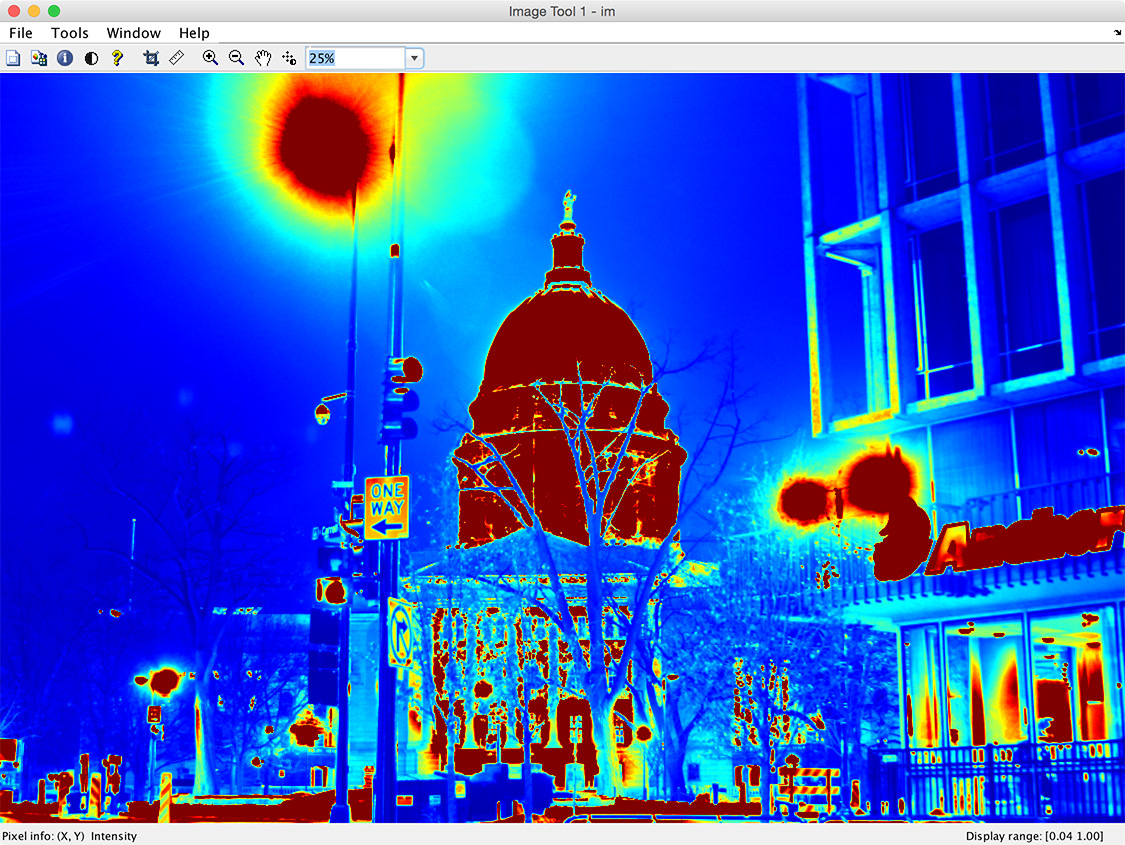 Image Tool 1 - im
File Tools Window Help
25%
ONE
WAY
Pixel info: (X, Y) Intensity
Display range: [0.04 1.00]